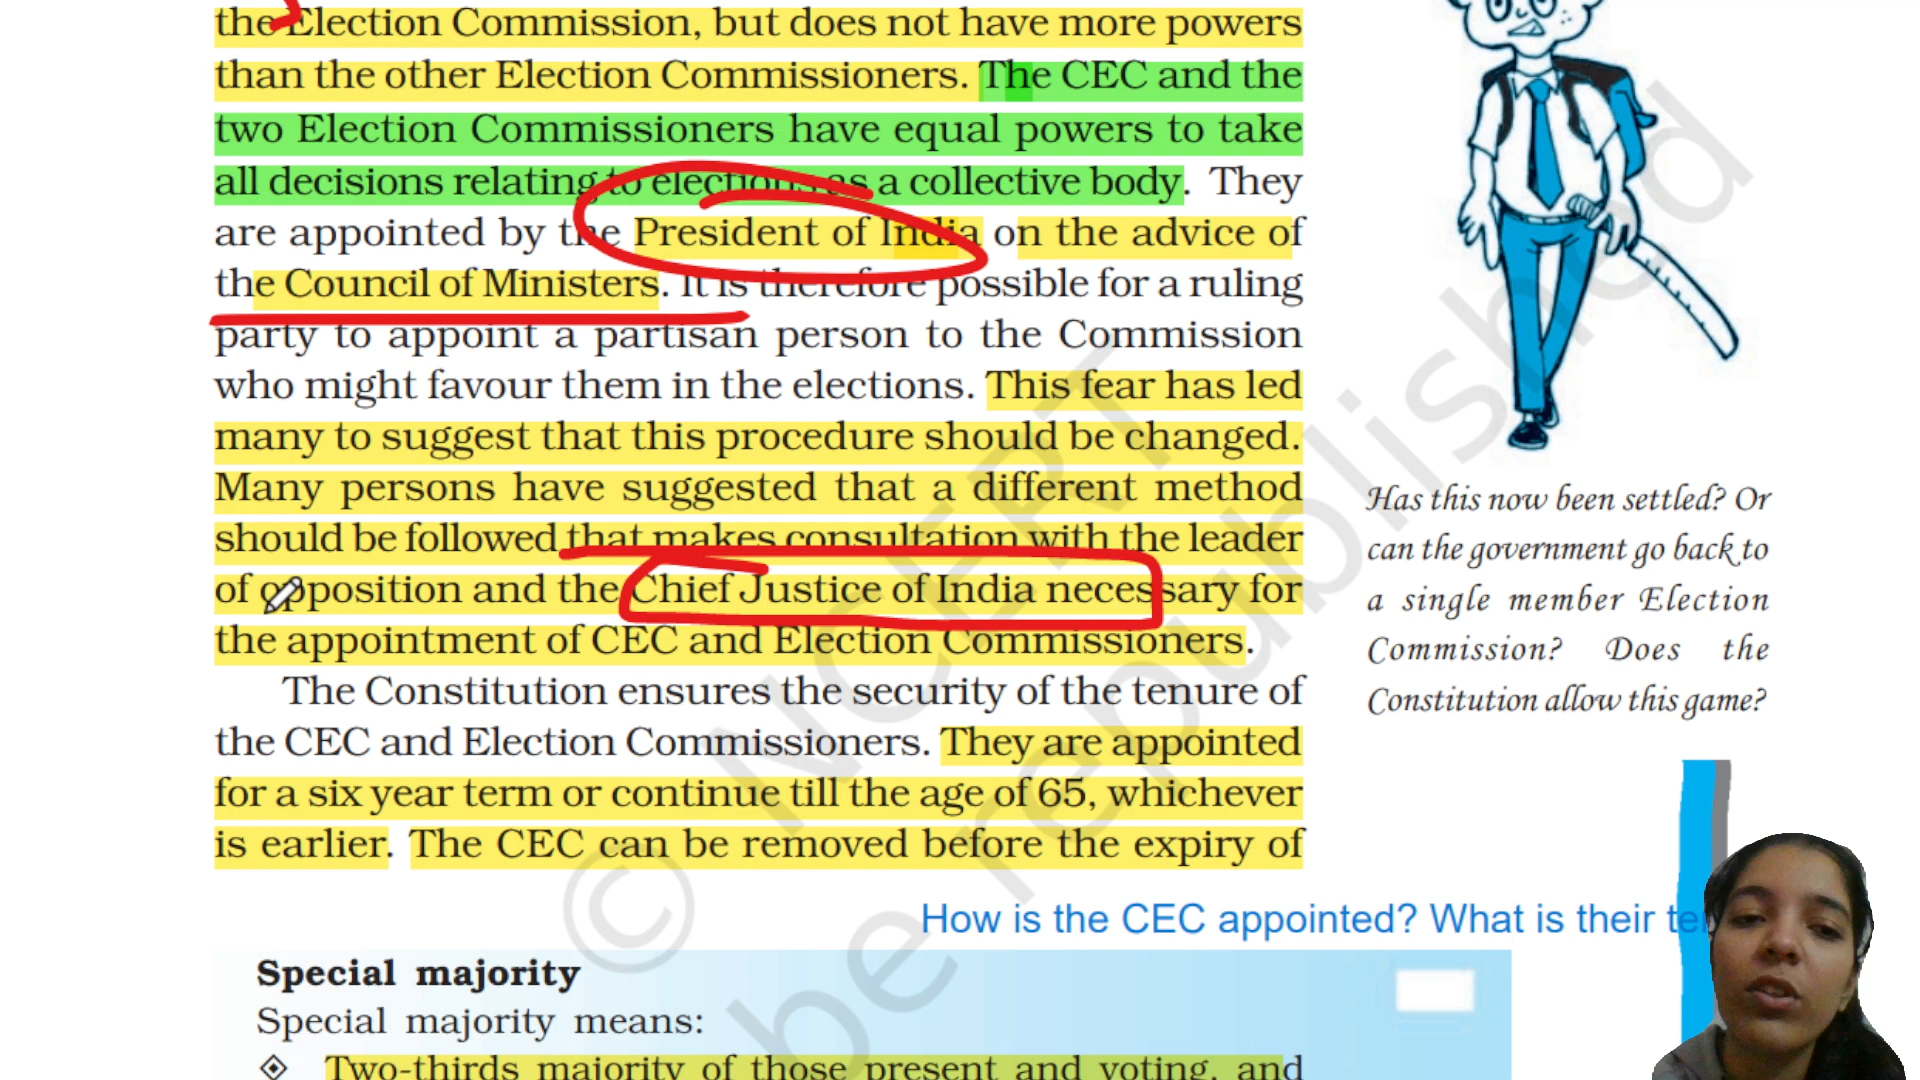 the Election Commission, but does not have more powers
than the other Election Commissioners. The CEC and the
two Election Commissioners have equal powers to take
all decisions relating to elections as a collective body. They
are appointed by the President of India on the advice of
the Council of Ministers. It is therefore possible for a ruling
party to appoint a partisan person to the Commission
who might favour them in the elections. This fear has led
many to suggest that this procedure should be changed.
Many persons have suggested that a different method
should be followed that makes consultation with the leader
of opposition and the Chief Justice of India necessary for
the appointment of CEC and Election Commissioners.
The Constitution ensures the security of the tenure of
the CEC and Election Commissioners. They are appointed
for a six year term or continue till the age of 65, whichever
is earlier. The CEC can be removed before the expiry of
Has this now been settled? Or
can the government go back to
a single member Election
Commission? Does the
Constitution allow this game?
How is the CEC appointed? What is their
Special majority
Special majority means:
Two-thirds majority of those present and voting, and
© NCERT
be republished